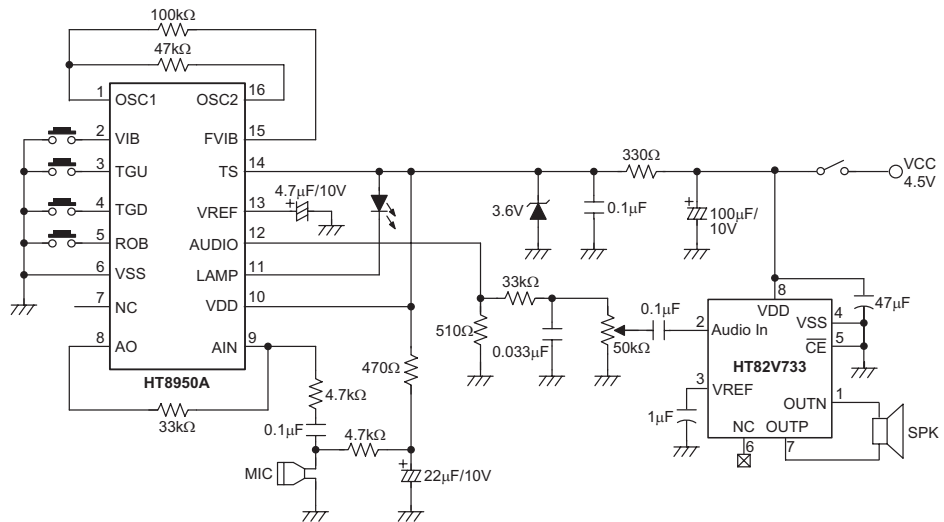 100kΩ
47kΩ
1
OSC1
OSC2
16
2
VIB
FVIB
15
3
TGU
TS
14
4
TGD
VREF
13
4.7μF/10V
+
5
ROB
AUDIO
12
6
VSS
LAMP
11
7
NC
VDD
10
8
AO
AIN
9
HT8950A
33kΩ
4.7kΩ
0.1μF
4.7kΩ
MIC
470Ω
+
22μF/10V
3.6V
0.1μF
330Ω
+
100μF/
10V
VCC
4.5V
510Ω
33kΩ
0.033μF
50kΩ
0.1μF
8
VDD
47μF
2
Audio In
VSS
4
CE
5
HT82V733
3
VREF
1μF
1
OUTN
NC
OUTP
6
7
SPK